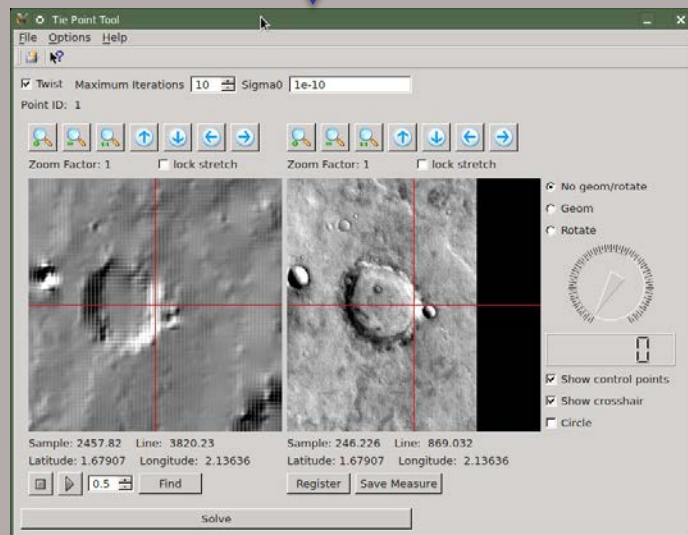 Tie Point Tool
File Options Help
Twist Maximum Iterations 10 Sigma0 1e-10
Point ID: 1
Zoom Factor: 1 lock stretch Zoom Factor: 1 lock stretch
No geom/rotate
Geom
Rotate
0
Show control points
Show crosshair
Circle
Sample: 2457.82 Line: 3820.23 Sample: 246.226 Line: 869.032
Latitude: 1.67907 Longitude: 2.13636 Latitude: 1.67907 Longitude: 2.13636
0.5 Find Register Save Measure
Solve